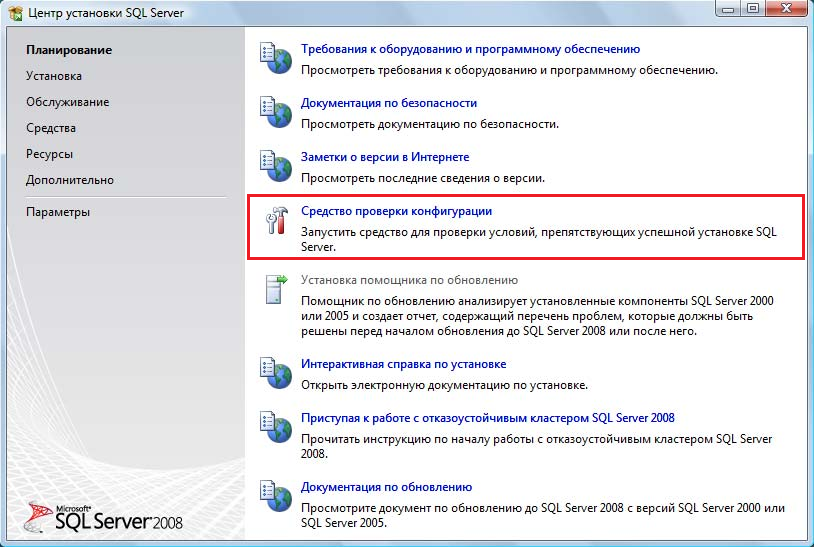 Центр установки SQL Server
Планирование
Установка
Обслуживание
Средства
Ресурсы
Дополнительно
Параметры
Требования к оборудованию и программному обеспечению
Просмотреть требования к оборудованию и программному обеспечению.
Документация по безопасности
Просмотреть документацию по безопасности.
Заметки о версии в Интернете
Просмотреть последние сведения о версии.
Средство проверки конфигурации
Запустить средство для проверки условий, препятствующих успешной установке SQL
Server.
Установка помощника по обновлению
Помощник по обновлению анализирует установленные компоненты SQL Server 2000
или 2005 и создает отчет, содержащий перечень проблем, которые должны быть
решены перед началом обновления до SQL Server 2008 или после него.
Интерактивная справка по установке
Открыть электронную документацию по установке.
Приступая к работе с отказоустойчивым кластером SQL Server 2008
Прочитать инструкцию по началу работы с отказоустойчивым кластером SQL Server
2008.
Документация по обновлению
Просмотрите документ по обновлению до SQL Server 2008 с версий SQL Server 2000 или
SQL Server 2005.
Microsoft®
SQL Server®2008